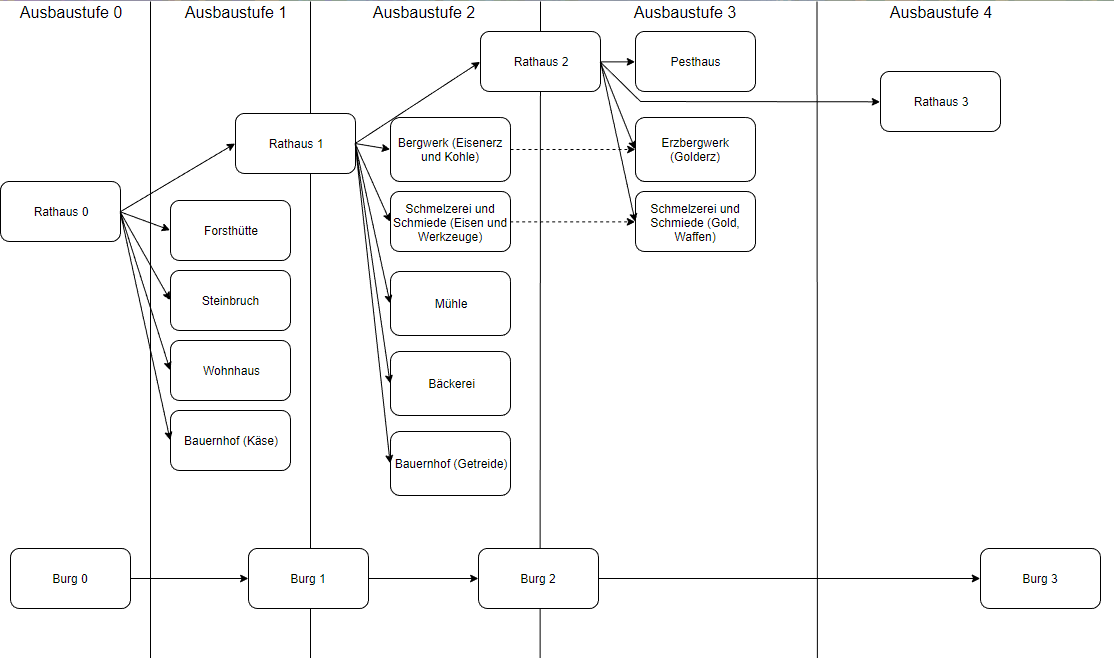 Ausbaustufe 0
Ausbaustufe 1
Ausbaustufe 2
Ausbaustufe 3
Ausbaustufe 4
Rathaus 2
Pesthaus
Rathaus 3
Rathaus 1
Bergwerk (Eisenerz
und Kohle)
Erzbergwerk
(Golderz)
Rathaus 0
Forsthütte
Schmelzerei und
Schmiede (Eisen und
Werkzeuge)
Schmelzerei und
Schmiede (Gold,
Waffen)
Steinbruch
Mühle
Wohnhaus
Bäckerei
Bauernhof (Käse)
Bauernhof (Getreide)
Burg 0
Burg 1
Burg 2
Burg 3